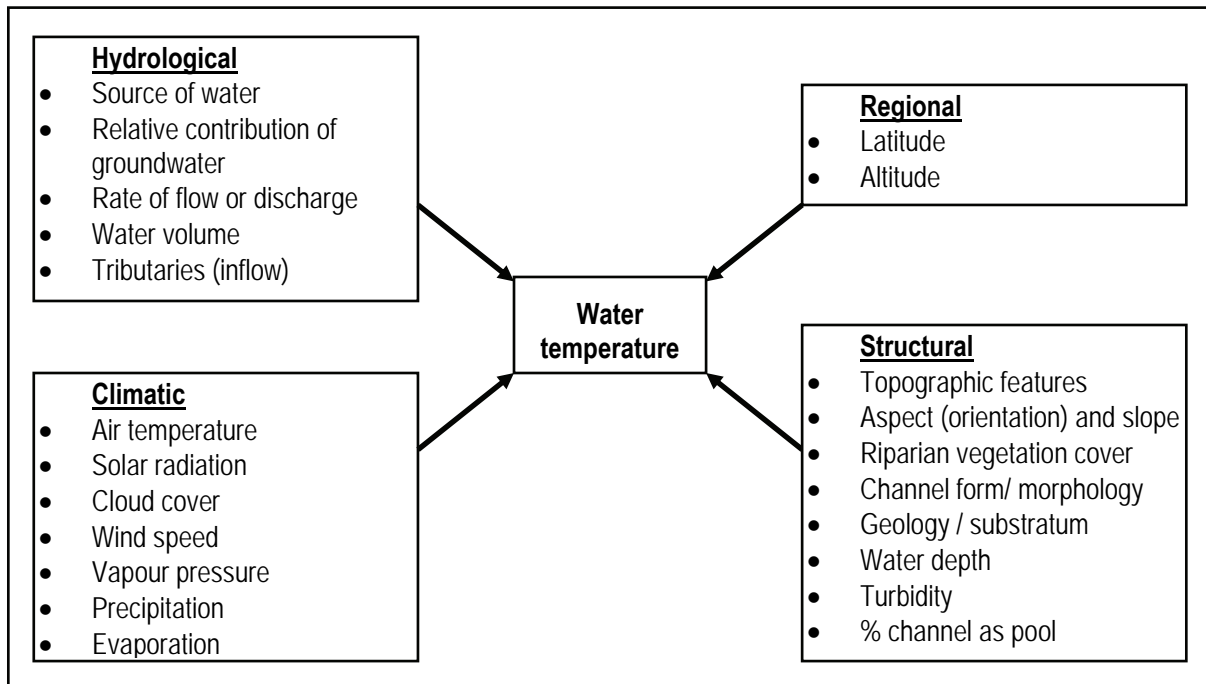 Hydrological
• Source of water
• Relative contribution of
groundwater
• Rate of flow or discharge
• Water volume
• Tributaries (inflow)
Regional
• Latitude
• Altitude
Water
temperature
Climatic
• Air temperature
• Solar radiation
• Cloud cover
• Wind speed
• Vapour pressure
• Precipitation
• Evaporation
Structural
• Topographic features
• Aspect (orientation) and slope
• Riparian vegetation cover
• Channel form/ morphology
• Geology / substratum
• Water depth
• Turbidity
• % channel as pool